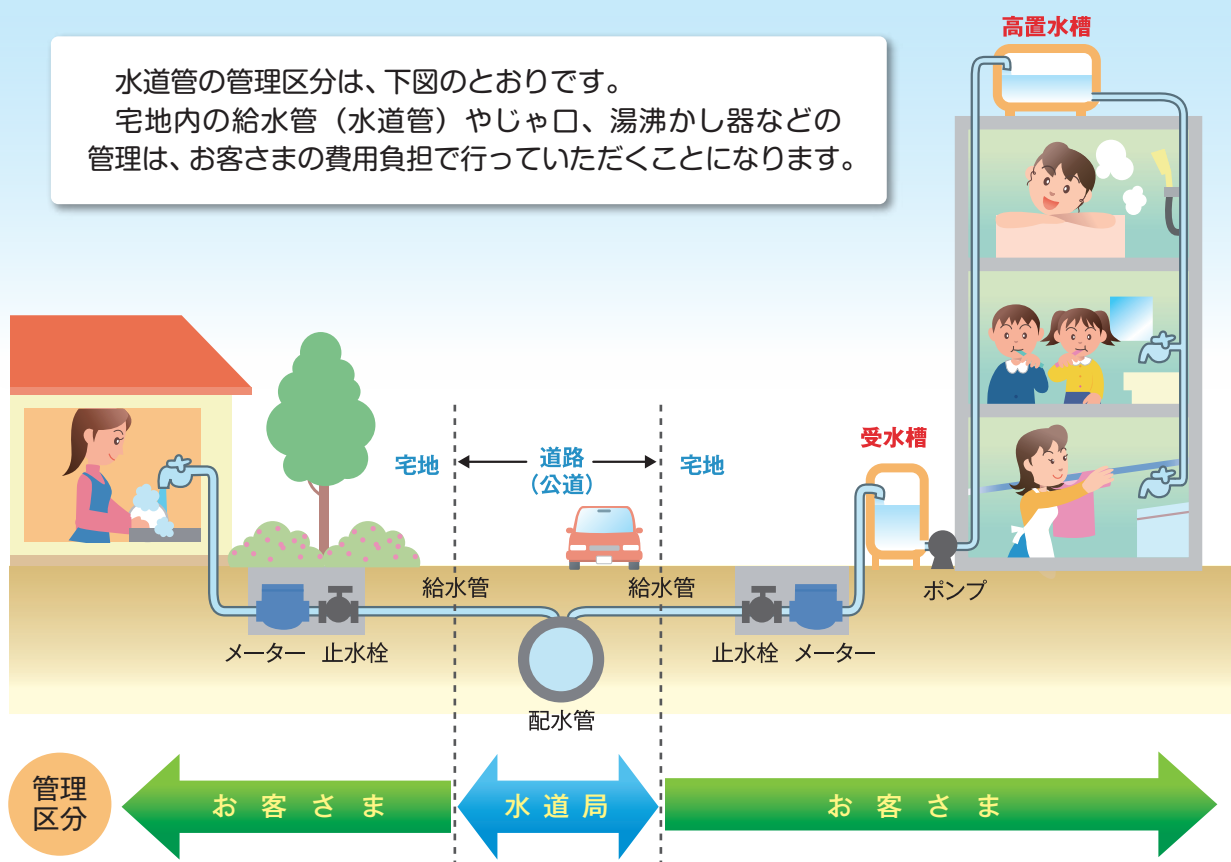 高置水槽
水道管の管理区分は、下図のとおりです。
宅地内の給水管（水道管）やじゃ口、湯沸かし器などの
管理は、お客さまの費用負担で行っていただくことになります。
受水槽
宅地
道路
（公道）
宅地
給水管
給水管
ポンプ
メーター
止水栓
止水栓
メーター
配水管
管理
区分
お客さま
水道局
お客さま